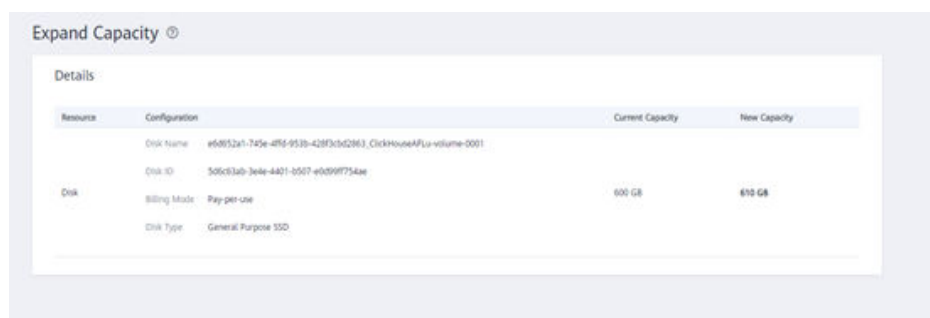 Expand Capacity
Details
Resource Configuration Current Capacity New Capacity
Disk Name e6d652a1-745e-4ffd-953b-428f3cbd2863_ClickHouseAFLu-volume-0001
Disk ID 5d6c63ab-3e4e-4401-b507-e0d99ff754ae
Disk 600 GB 610 GB
Billing Mode Pay-per-use
Disk Type General Purpose SSD